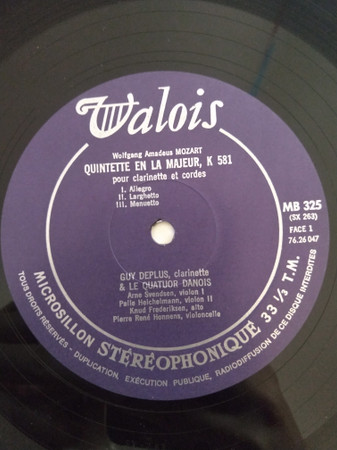 Valois
Wolfgang Amadeus MOZART
QUINTETTE EN LA MAJEUR, K 581
pour clarinette et cordes
I. Allegro
II. Larghetto
III. Menuetto
MB 325
(SX 263)
FACE 1
76.26 047
GUY DEPLUS, clarinette
& LE QUATUOR DANOIS
Arne Svendsen, violon I
Palle Heichelmann, violon II
Knud Frederiksen, alto
Pierre René Honnens, violoncelle
MICROSILLON STÉRÉOPHONIQUE 33 1/3 T.M.
TOUS DROITS RÉSERVÉS - DUPLICATION, EXÉCUTION PUBLIQUE, RADIODIFFUSION DE CE DISQUE INTERDITES